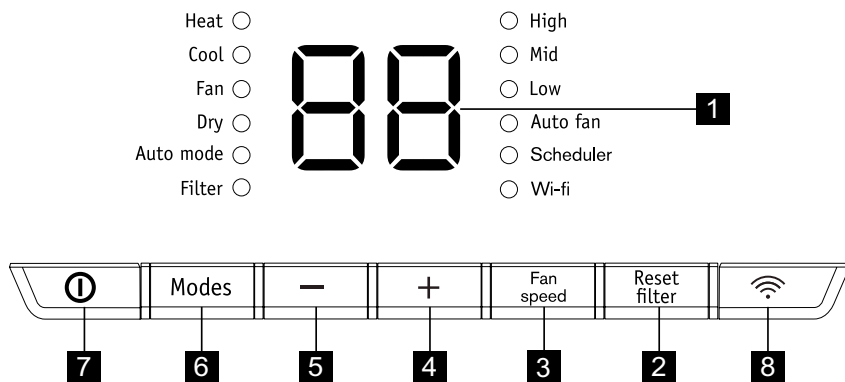 Heat
Cool
Fan
Dry
Auto mode
Filter
88
High
Mid
Low
Auto fan
Scheduler
Wi-fi
1
Modes
−
+
Fan
speed
Reset
filter
7
6
5
4
3
2
8